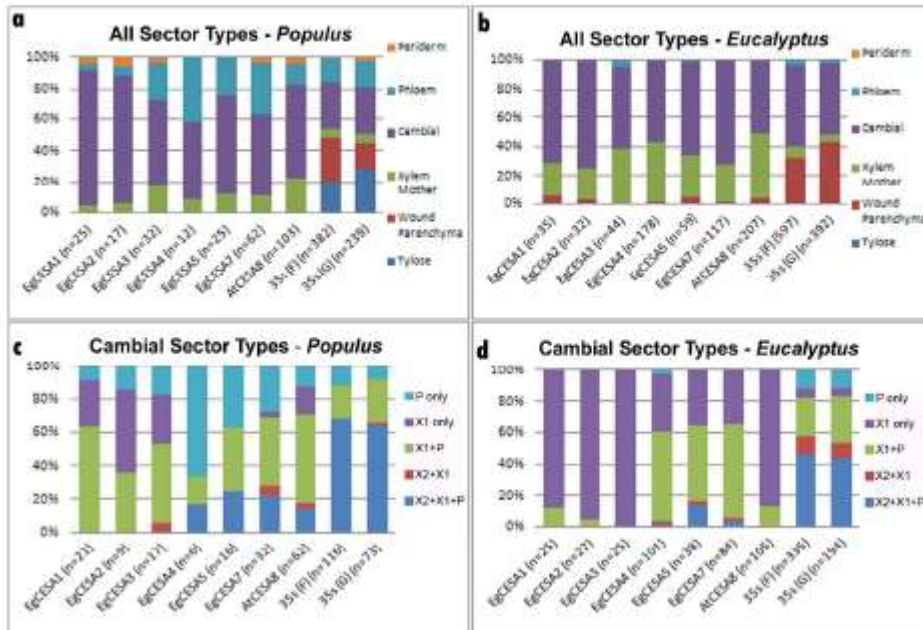 a
All Sector Types - Populus
100%
80%
60%
40%
20%
0%
Periderm
Phloem
Cambial
Xylem
Mother
Wound
Parenchyma
Tylose
EgCESA1 (n=25)
EgCESA2 (n=17)
EgCESA3 (n=32)
EgCESA4 (n=12)
EgCESA5 (n=25)
EgCESA7 (n=62)
AtCESA8 (n=103)
35s (F) (n=382)
35s (G)
b
All Sector Types - Eucalyptus
100%
80%
60%
40%
20%
0%
Periderm
Phloem
Cambial
Xylem
Mother
Wound
Parenchyma
Tylose
EgCESA1 (n=35)
EgCESA2 (n=32)
EgCESA3 (n=44)
EgCESA4 (n=178)
EgCESA5 (n=59)
EgCESA7 (n=117)
AtCESA8 (n=207)
35s (F)
35s (G) (n=392)
c
Cambial Sector Types - Populus
100%
80%
60%
40%
20%
0%
P only
X1 only
X1+P
X2+X1
X2+X1+P
EgCESA1
EgCESA2 (n=9)
EgCESA3 (n=17)
EgCESA4 (n=6)
EgCESA5 (n=16)
EgCESA7 (n=32)
AtCESA8 (n=62)
35s (F) (n=116)
35s (G) (n=73)
d
Cambial Sector Types - Eucalyptus
100%
80%
60%
40%
20%
0%
P only
X1 only
X1+P
X2+X1
X2+X1+P
EgCESA1 (n=25)
EgCESA2 (n=27)
EgCESA3 (n=25)
EgCESA4 (n=101)
EgCESA5
EgCESA7 (n=84)
AtCESA8
35s (F)
35s (G) (n=194)